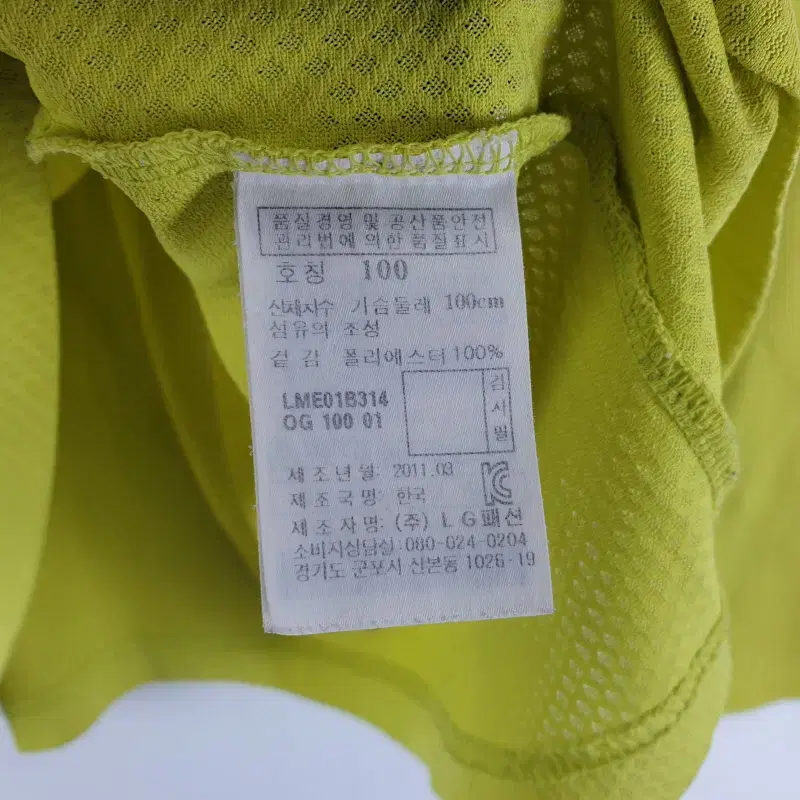 품질경영 및 공산품안전
관리법에 의한 품질표시
호칭 100
신체치수 가슴둘레 100cm
섬유의 조성
겉 감 폴리에스터 100%
LME01B314
OG 100 01
검사필
제조년월: 2011.03
제조국명: 한국
제조자명: (주) LG패션
소비자상담실:080-024-0204
경기도 군포시 산본동 1026-19